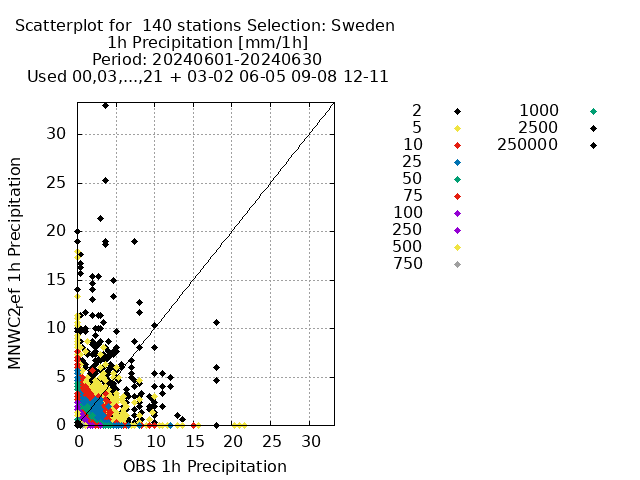 Scatterplot for  140 stations Selection: Sweden
1h Precipitation [mm/1h]
Period: 20240601-20240630
Used 00,03,...,21 + 03-02 06-05 09-08 12-11
2
5
10
25
50
75
100
250
500
750
1000
2500
250000
MNWC2ref 1h Precipitation
30
25
20
15
10
5
0
0 5 10 15 20 25 30
OBS 1h Precipitation